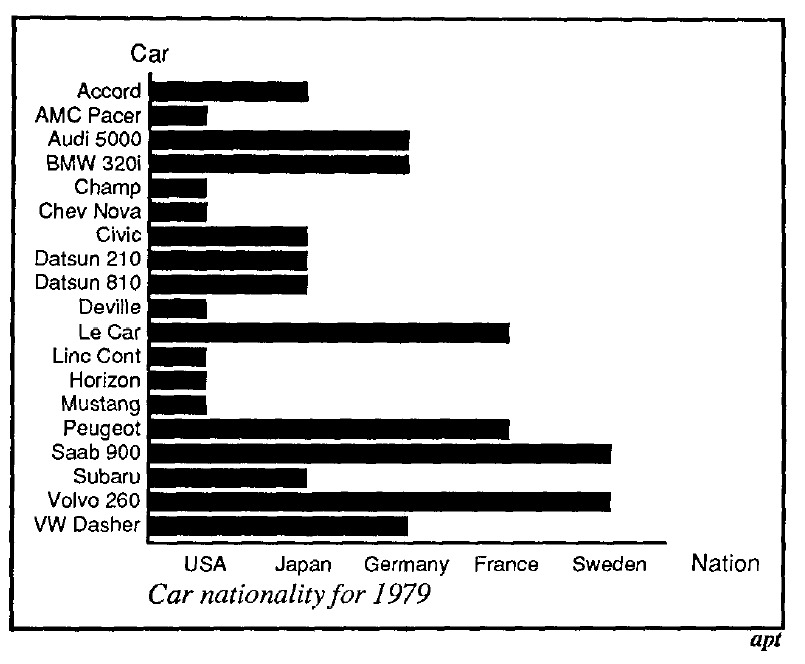 Car
Accord
AMC Pacer
Audi 5000
BMW 320i
Champ
Chev Nova
Civic
Datsun 210
Datsun 810
Deville
Le Car
Linc Cont
Horizon
Mustang
Peugeot
Saab 900
Subaru
Volvo 260
VW Dasher
USA Japan Germany France Sweden Nation
Car nationality for 1979
apt